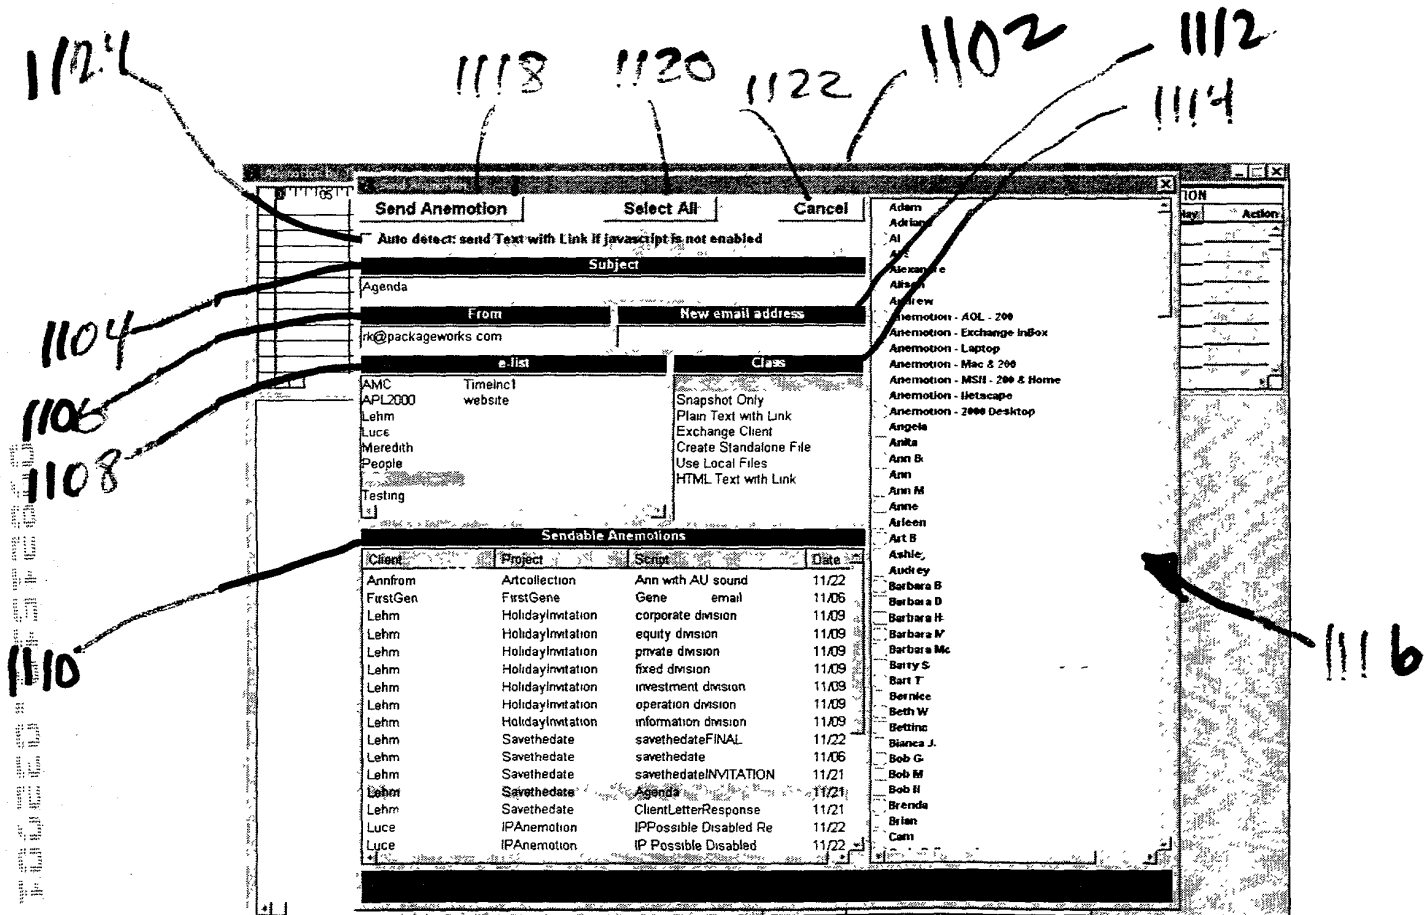 1124
1118
1120
1122
1102
1112
1114
Send Anemotion
Select All
Cancel
Auto detect: send Text with Link if javascript is not enabled
Subject
Agenda
From
New email address
rk@packageworks com
e-list
Class
AMC
TimeInc1
APL2000
website
Lehm
Luce
Meredith
People
Testing
Snapshot Only
Plain Text with Link
Exchange Client
Create Standalone File
Use Local Files
HTML Text with Link
Sendable Anemotions
Client Project Script Date
Annfrom Artcollection Ann with AU sound 11/22
FirstGen FirstGene Gene email 11/06
Lehm HolidayInvitation corporate division 11/09
Lehm HolidayInvitation equity division 11/09
Lehm HolidayInvitation private division 11/09
Lehm HolidayInvitation fixed division 11/09
Lehm HolidayInvitation investment division 11/09
Lehm HolidayInvitation operation division 11/09
Lehm HolidayInvitation information division 11/09
Lehm Savethedate savethedateFINAL 11/22
Lehm Savethedate savethedate 11/06
Lehm Savethedate savethedateINVITATION 11/21
Lehm Savethedate Agenda 11/21
Lehm Savethedate ClientLetterResponse 11/21
Luce IPAnemotion IPPossible Disabled Re 11/22
Luce IPAnemotion IP Possible Disabled 11/22
Adam
Al
Alison
Andrew
Anemotion - AOL - 200
Anemotion - Exchange InBox
Anemotion - Laptop
Anemotion - Mac & 200
Anemotion - MSN - 200 & Home
Anemotion - Netscape
Anemotion - 2000 Desktop
Angela
Anita
Ann B
Ann
Ann M
Anne
Arleen
Art B
Ashley
Audrey
Barbara B
Barbara D
Barbara H
Barbara M
Barbara Mc
Barry S
Bart T
Bernice
Beth W
Bettina
Bianca J.
Bob G
Bob M
Bob N
Brenda
Brian
Cam
05
ION
lay
Action
1104
1106
1108
1110
1116